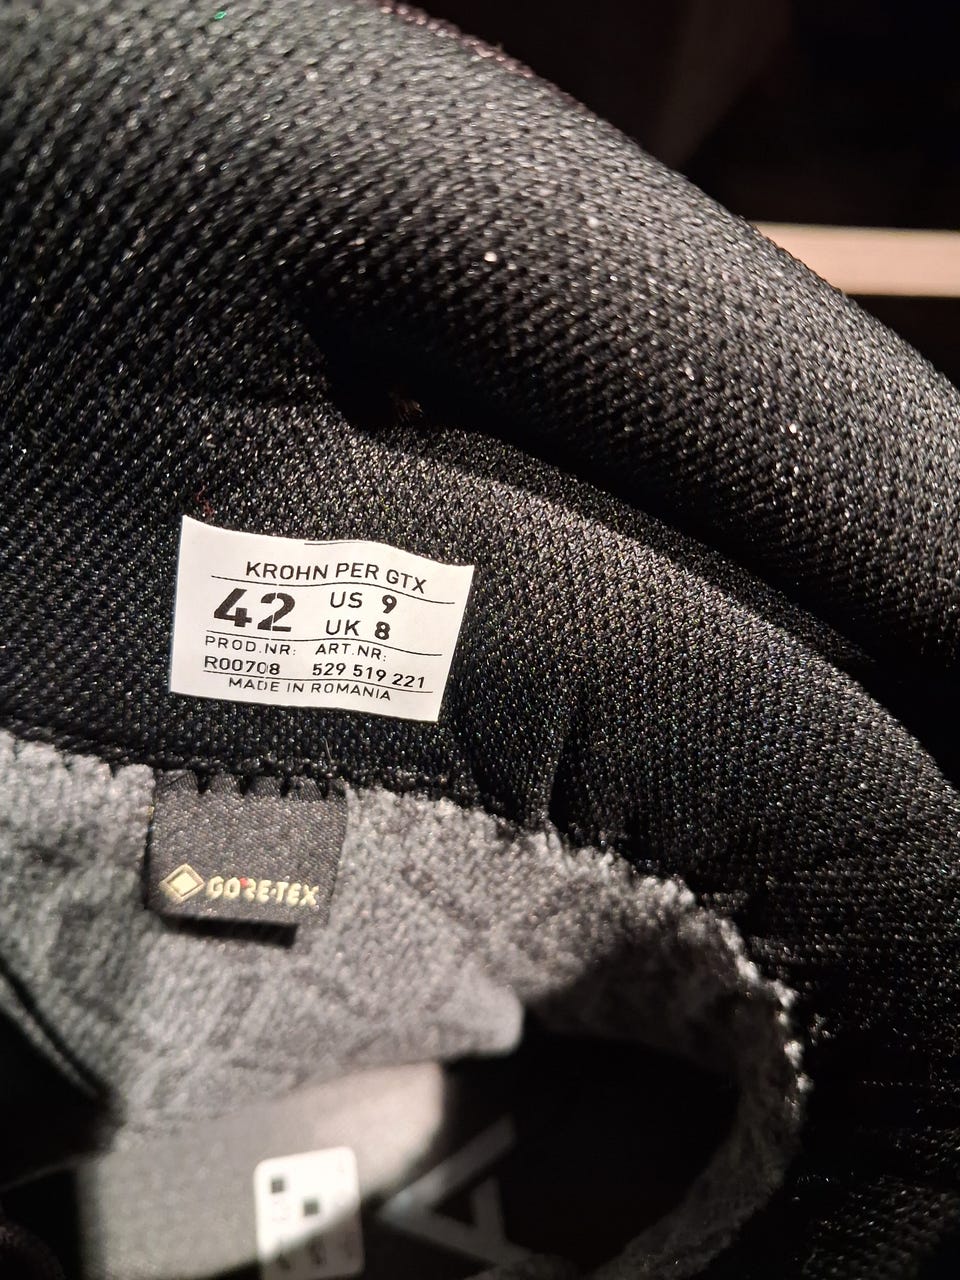 KROHN PER GTX
42 US 9
UK 8
PROD.NR: ART.NR:
R00708 529 519 221
MADE IN ROMANIA
GORE-TEX